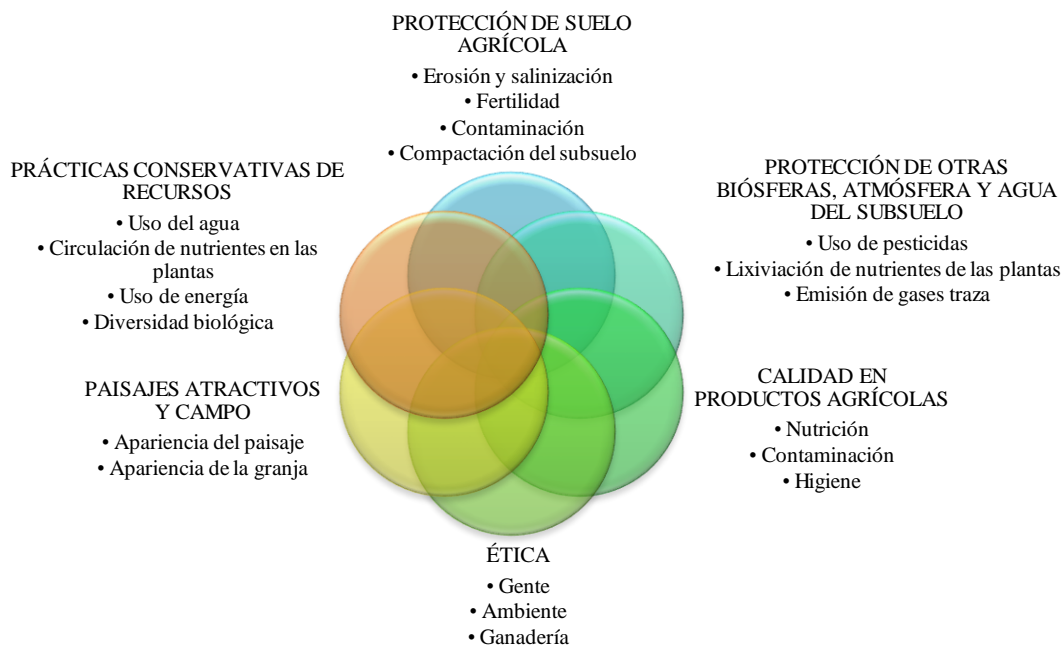 PROTECCIÓN DE SUELO
AGRÍCOLA
• Erosión y salinización
• Fertilidad
• Contaminación
• Compactación del subsuelo
PROTECCIÓN DE OTRAS
BIÓSFERAS, ATMÓSFERA Y AGUA
DEL SUBSUELO
• Uso de pesticidas
• Lixiviación de nutrientes de las plantas
• Emisión de gases traza
CALIDAD EN
PRODUCTOS AGRÍCOLAS
• Nutrición
• Contaminación
• Higiene
ÉTICA
• Gente
• Ambiente
• Ganadería
PAISAJES ATRACTIVOS
Y CAMPO
• Apariencia del paisaje
• Apariencia de la granja
PRÁCTICAS CONSERVATIVAS DE
RECURSOS
• Uso del agua
• Circulación de nutrientes en las
plantas
• Uso de energía
• Diversidad biológica